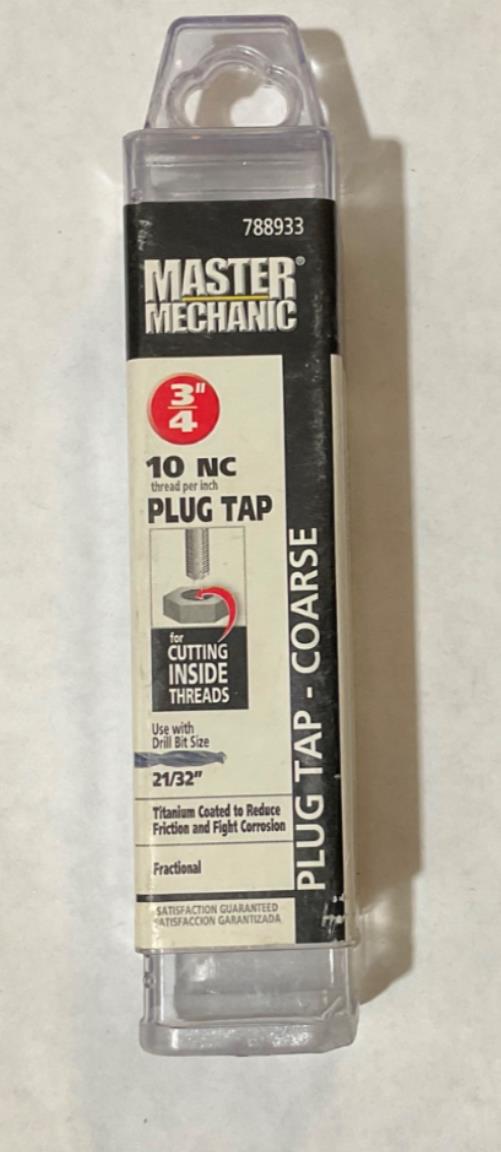 788933
MASTER®
MECHANIC
3"
4
10 NC
thread per inch
PLUG TAP
for
CUTTING
INSIDE
THREADS
Use with
Drill Bit Size
21/32"
Titanium Coated to Reduce
Friction and Fight Corrosion
Fractional
SATISFACTION GUARANTEED
SATISFACCION GARANTIZADA
PLUG TAP - COARSE